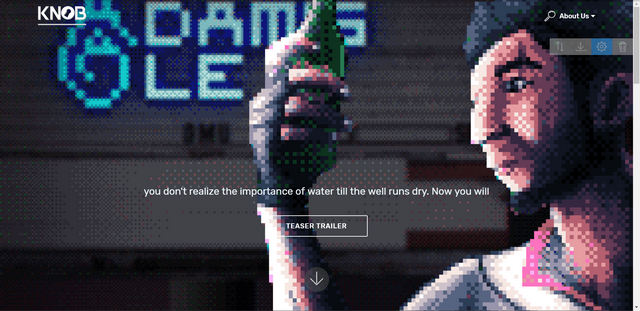 KNOB
About Us
DAMIS
LE
you don't realize the importance of water till the well runs dry. Now you will
TEASER TRAILER